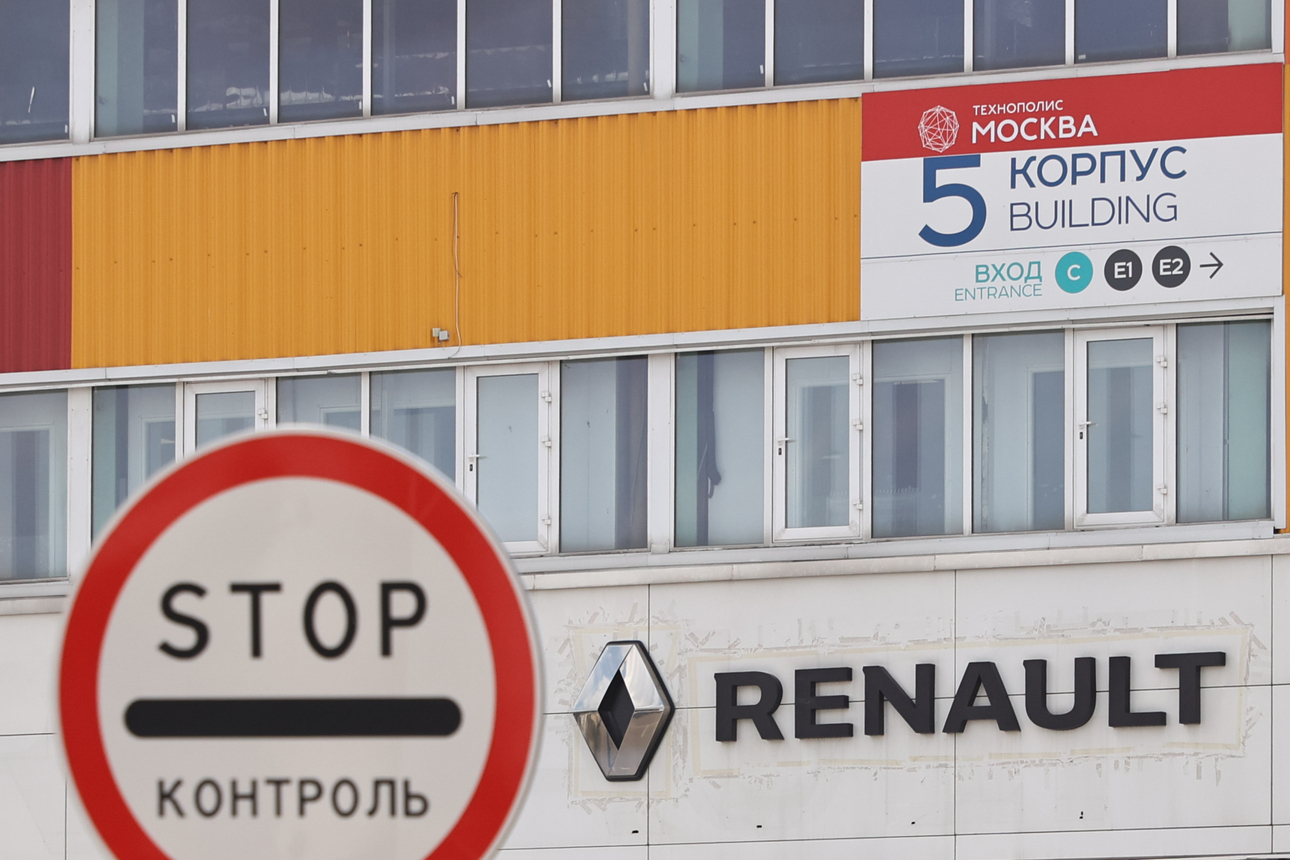 ТЕХНОПОЛИС
МОСКВА
5 КОРПУС
BUILDING
ВХОД
ENTRANCE
C E1 E2 →
STOP
КОНТРОЛЬ
RENAULT